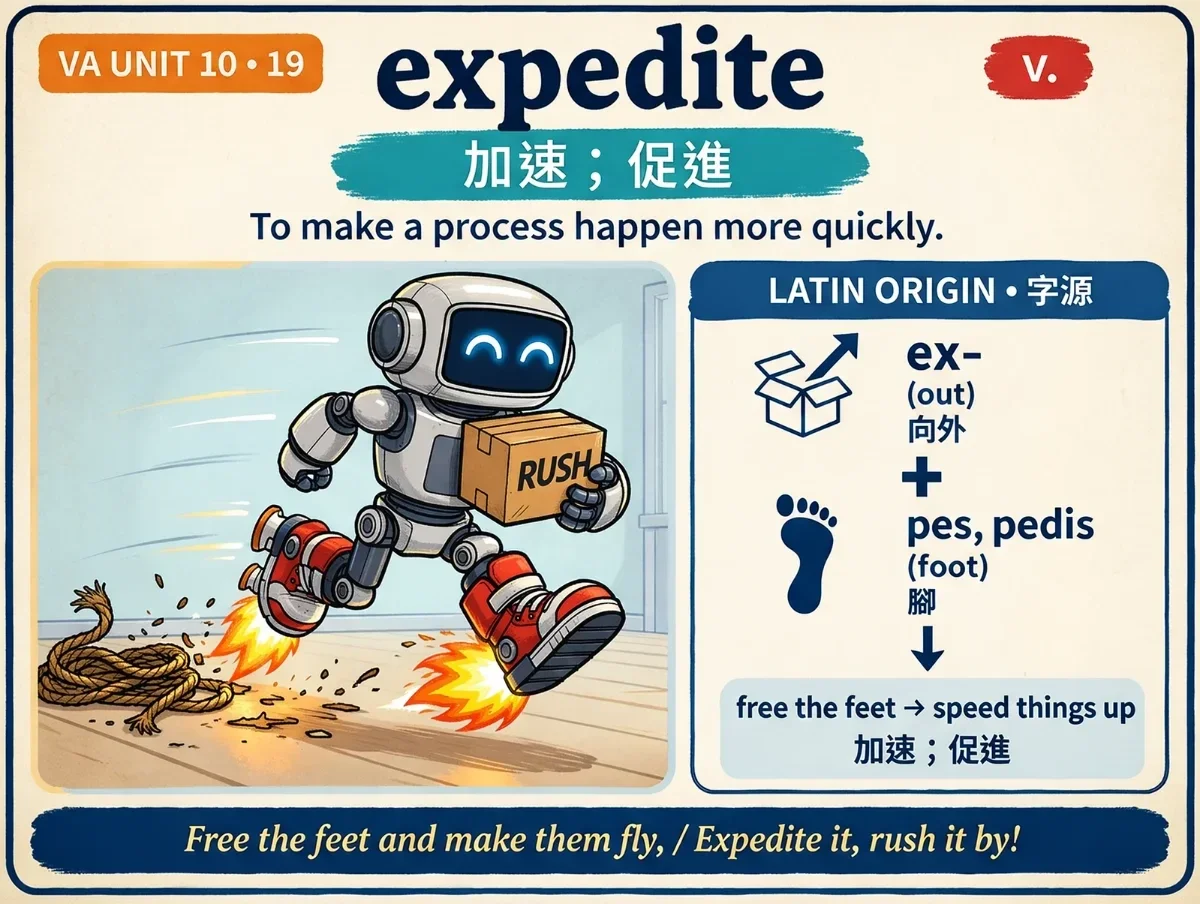 VA UNIT 10 • 19
expedite
v.
加速；促進
To make a process happen more quickly.
RUSH
LATIN ORIGIN • 字源
ex-
(out)
向外
+
pes, pedis
(foot)
腳
↓
free the feet → speed things up
加速；促進
Free the feet and make them fly, / Expedite it, rush it by!